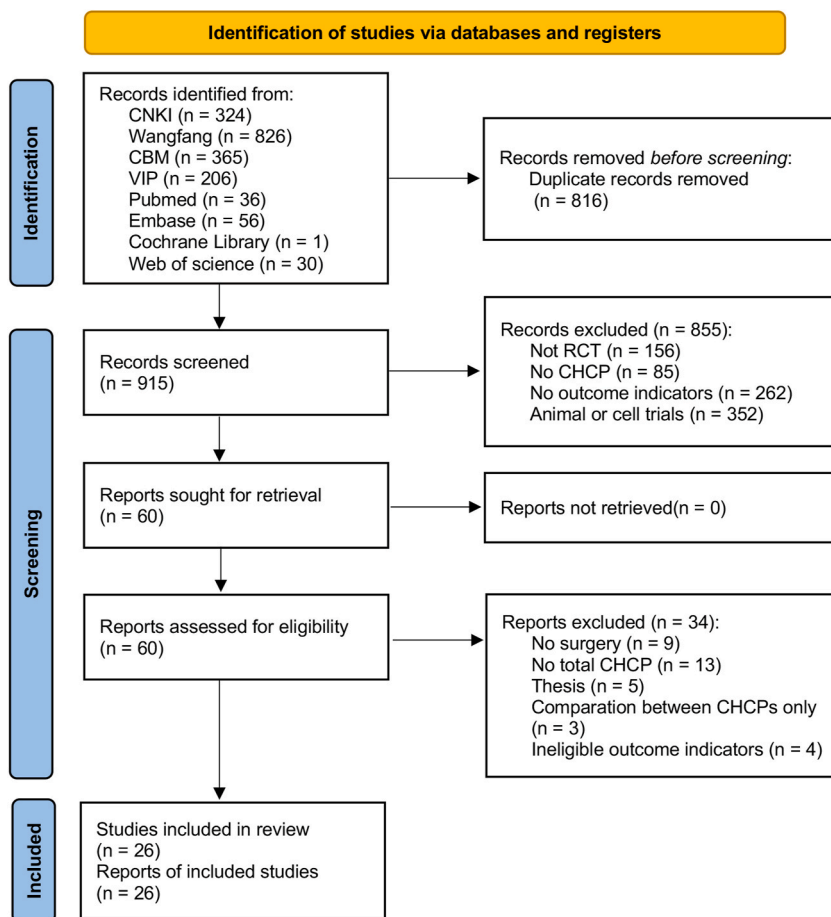 Identification of studies via databases and registers
Identification
Records identified from:
CNKI (n = 324)
Wangfang (n = 826)
CBM (n = 365)
VIP (n = 206)
Pubmed (n = 36)
Embase (n = 56)
Cochrane Library (n = 1)
Web of science (n = 30)
Records removed before screening:
Duplicate records removed
(n = 816)
Screening
Records screened
(n = 915)
Records excluded (n = 855):
Not RCT (n = 156)
No CHCP (n = 85)
No outcome indicators (n = 262)
Animal or cell trials (n = 352)
Reports sought for retrieval
(n = 60)
Reports not retrieved(n = 0)
Reports assessed for eligibility
(n = 60)
Reports excluded (n = 34):
No surgery (n = 9)
No total CHCP (n = 13)
Thesis (n = 5)
Comparation between CHCPs only
(n = 3)
Ineligible outcome indicators (n = 4)
Included
Studies included in review
(n = 26)
Reports of included studies
(n = 26)